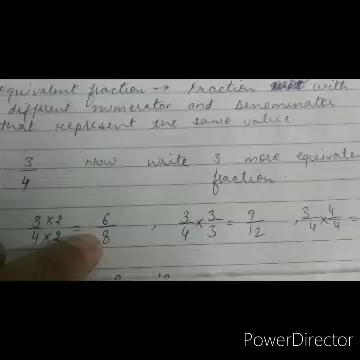 equivalent fraction → Fraction with
different numerator and Denominator
that represent the same value
3/4 Now write 3 more equivale
fraction.
3×2/4×2 = 6/8 , 3/4 × 3/3 = 9/12 , 3/4 × 4/4 =
PowerDirector